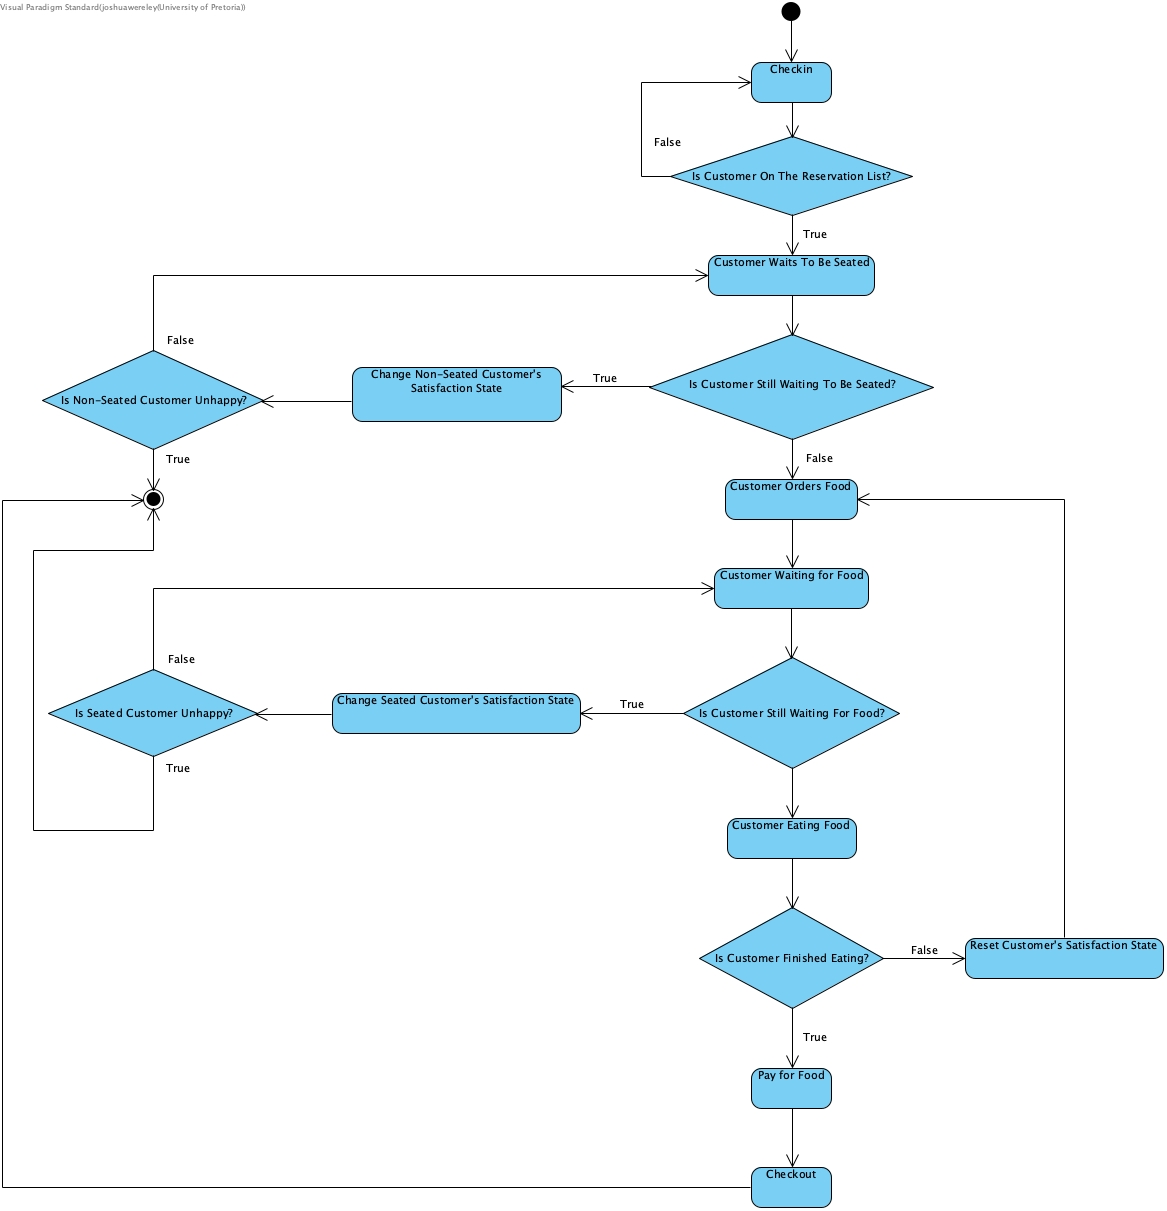 Visual Paradigm Standard(joshuawereley(University of Pretoria))
Checkin
False
Is Customer On The Reservation List?
True
Customer Waits To Be Seated
False
Is Non-Seated Customer Unhappy?
Change Non-Seated Customer's
Satisfaction State
True
Is Customer Still Waiting To Be Seated?
True
False
Customer Orders Food
Customer Waiting for Food
False
Is Seated Customer Unhappy?
Change Seated Customer's Satisfaction State
True
Is Customer Still Waiting For Food?
True
Customer Eating Food
Is Customer Finished Eating?
False
Reset Customer's Satisfaction State
True
Pay for Food
Checkout